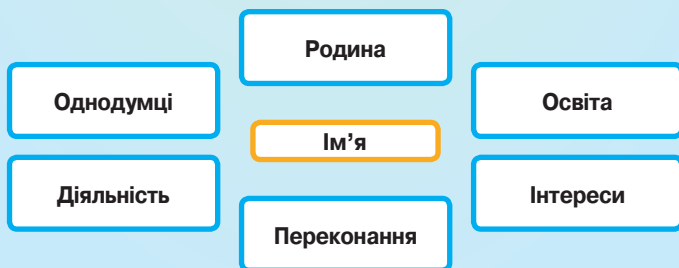 Родина
Однодумці
Освіта
Ім’я
Діяльність
Інтереси
Переконання